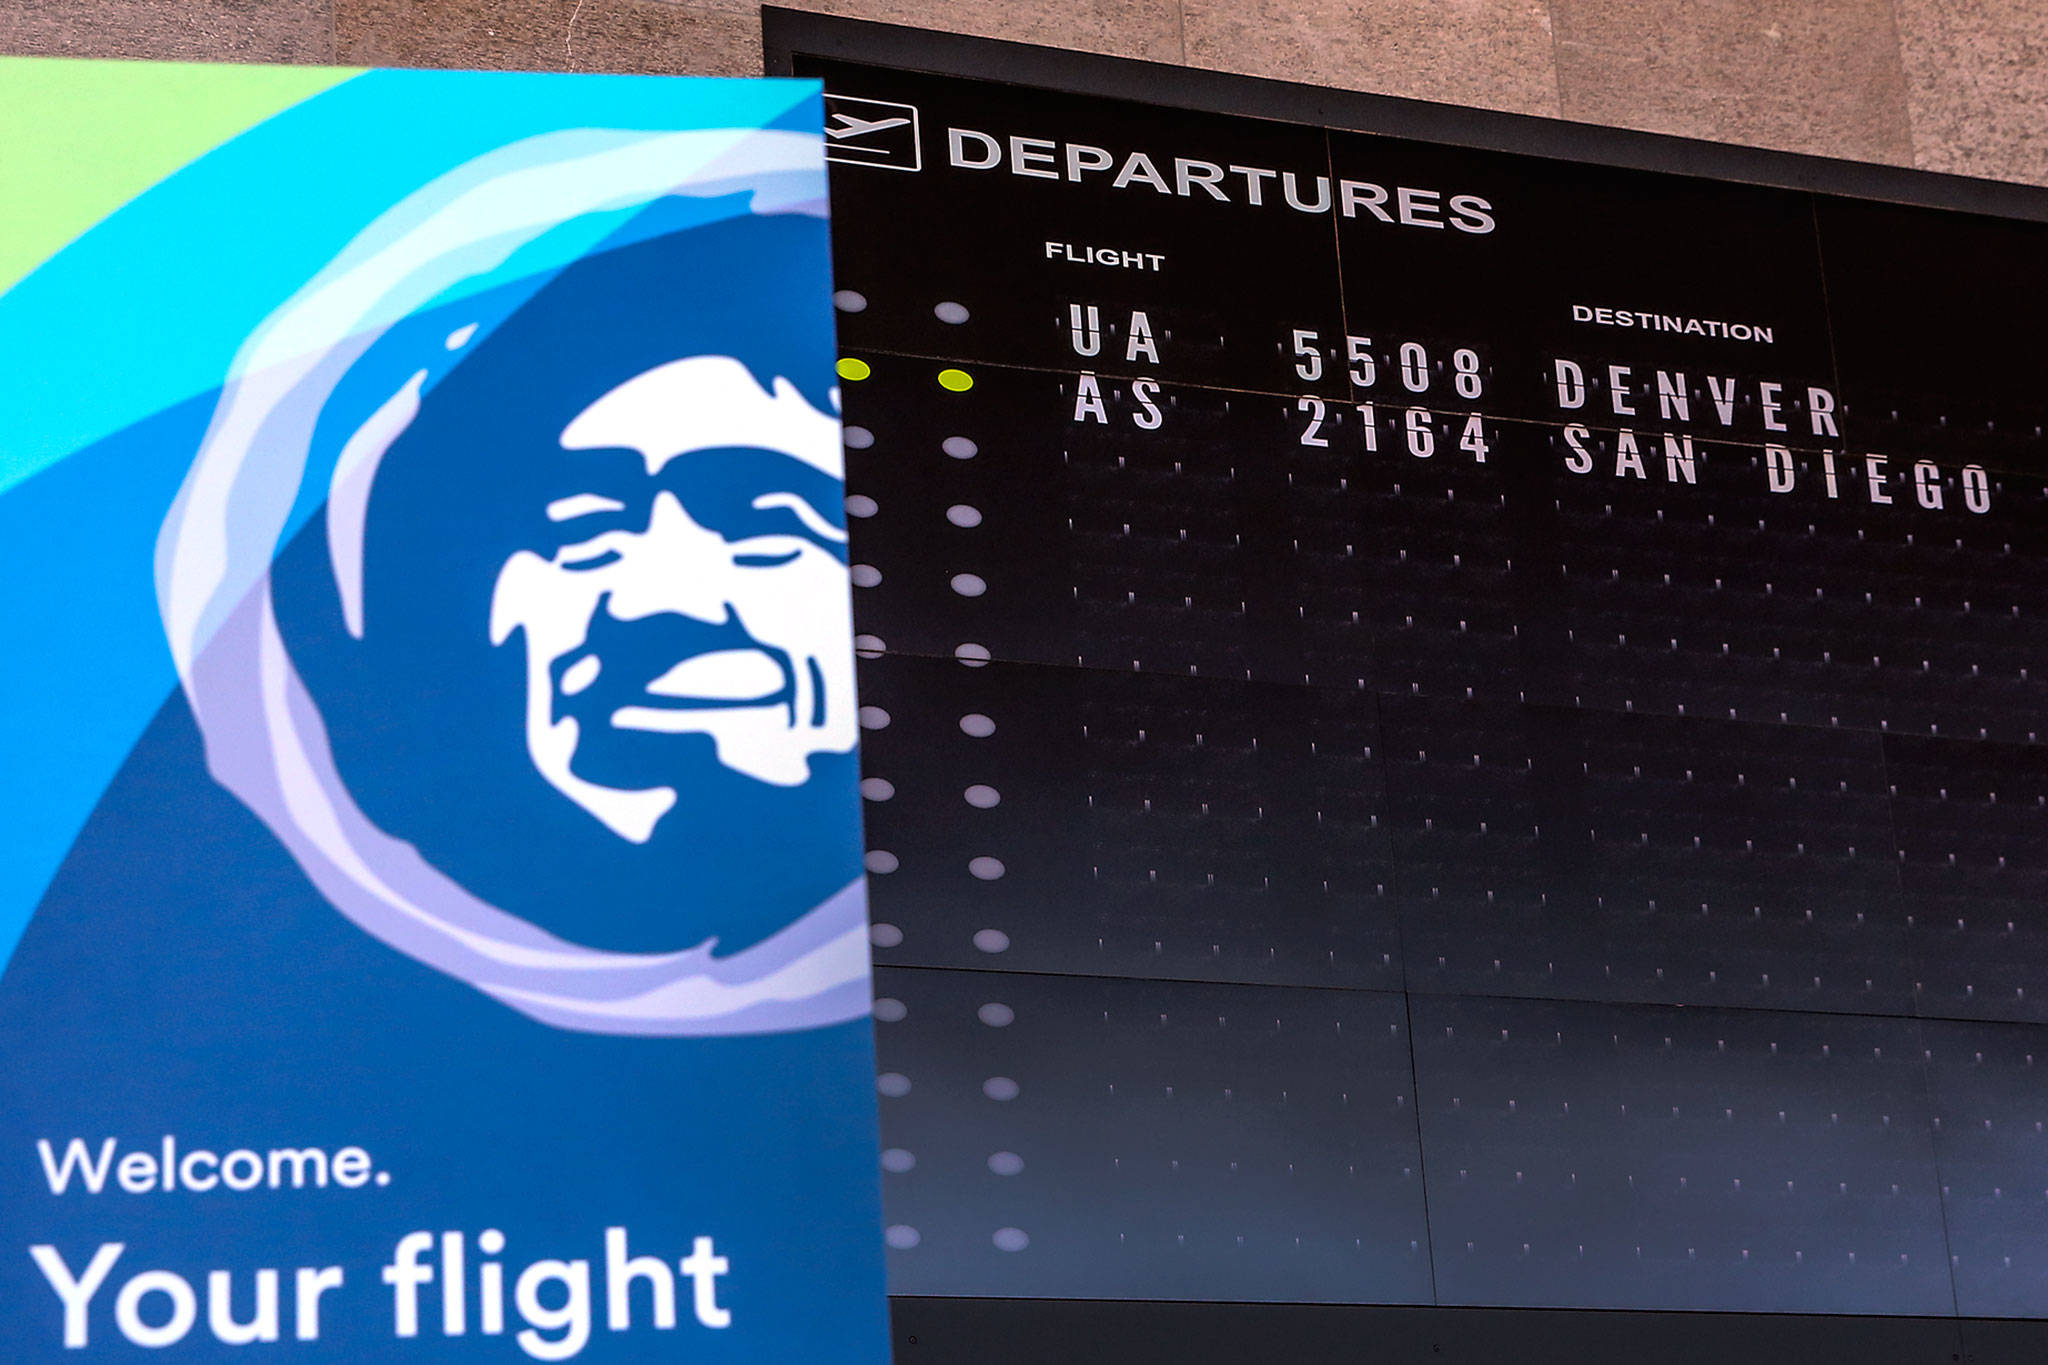 DEPARTURES
FLIGHT
DESTINATION
UA 5508 DENVER
AS 2164 SAN DIEGO
Welcome.
Your flight